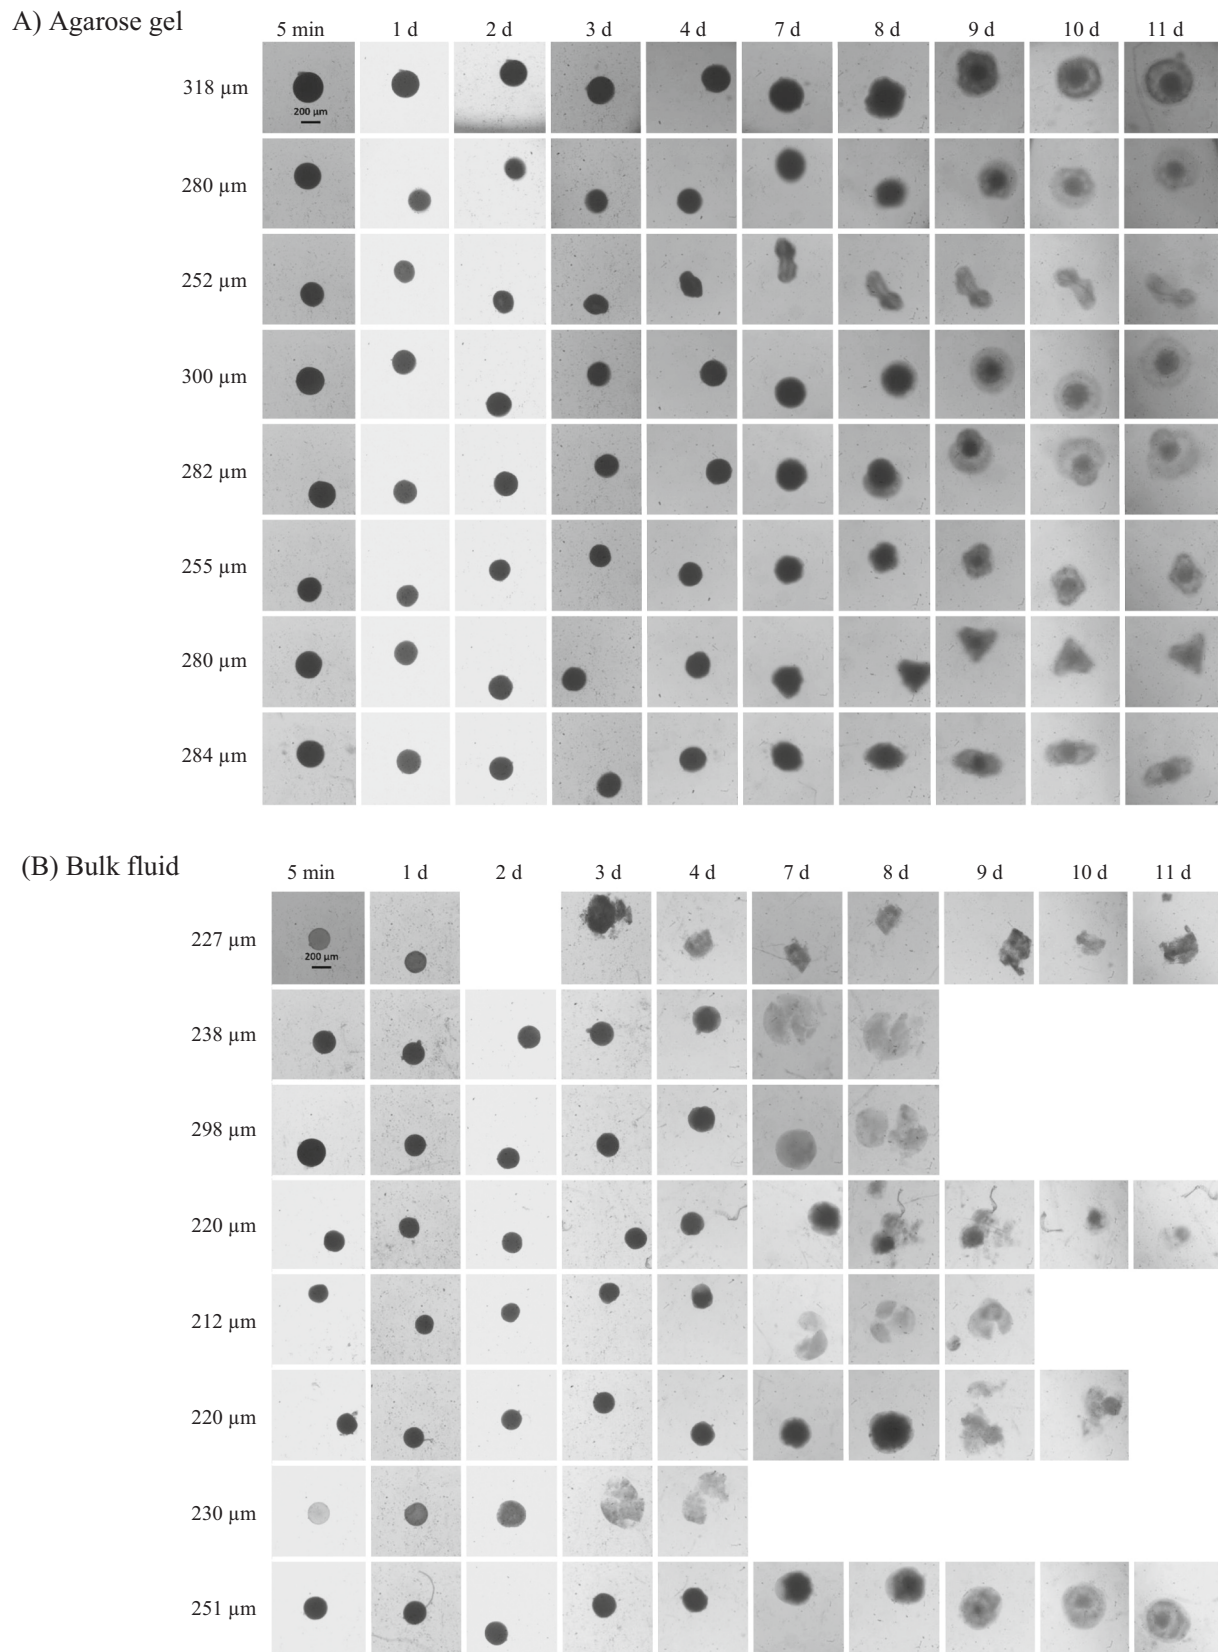 A) Agarose gel
5 min 1 d 2 d 3 d 4 d 7 d 8 d 9 d 10 d 11 d
318 µm
200 µm
280 µm
252 µm
300 µm
282 µm
255 µm
280 µm
284 µm
(B) Bulk fluid
5 min 1 d 2 d 3 d 4 d 7 d 8 d 9 d 10 d 11 d
227 µm
200 µm
238 µm
298 µm
220 µm
212 µm
220 µm
230 µm
251 µm